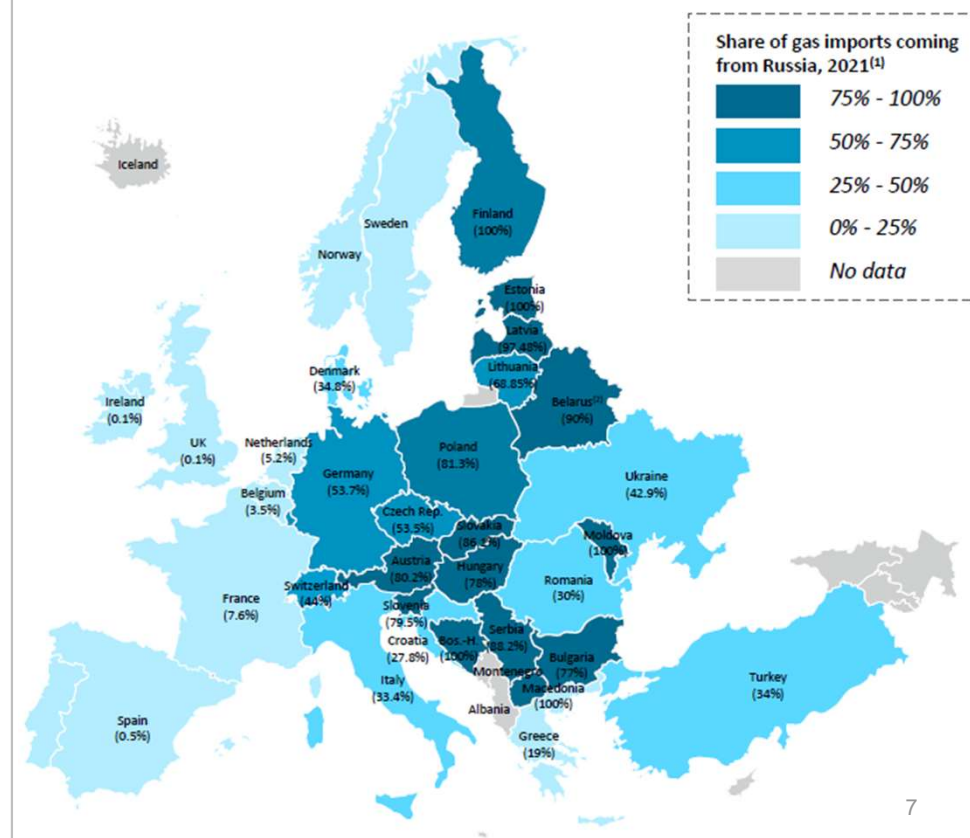 Share of gas imports coming
from Russia, 2021(1)
75% - 100%
50% - 75%
25% - 50%
0% - 25%
No data
Iceland
Finland
(100%)
Sweden
Norway
Estonia
(100%)
Latvia
(97.48%)
Lithuania
(68.85%)
Denmark
(34.8%)
Belarus(2)
(90%)
Ireland
(0.1%)
UK
(0.1%)
Netherlands
(5.2%)
Poland
(81.3%)
Germany
(53.7%)
Belgium
(3.5%)
Ukraine
(42.9%)
Czech Rep.
(53.5%)
Slovakia
(86.2%)
Moldova
(100%)
Austria
(80.2%)
Hungary
(78%)
Switzerland
(44%)
Romania
(30%)
France
(7.6%)
Slovenia
(79.5%)
Croatia
(27.8%)
Bos.-H.
(100%)
Serbia
(88.2%)
Bulgaria
(77%)
Montenegro
Italy
(33.4%)
Macedonia
(100%)
Turkey
(34%)
Albania
Spain
(0.5%)
Greece
(19%)
7